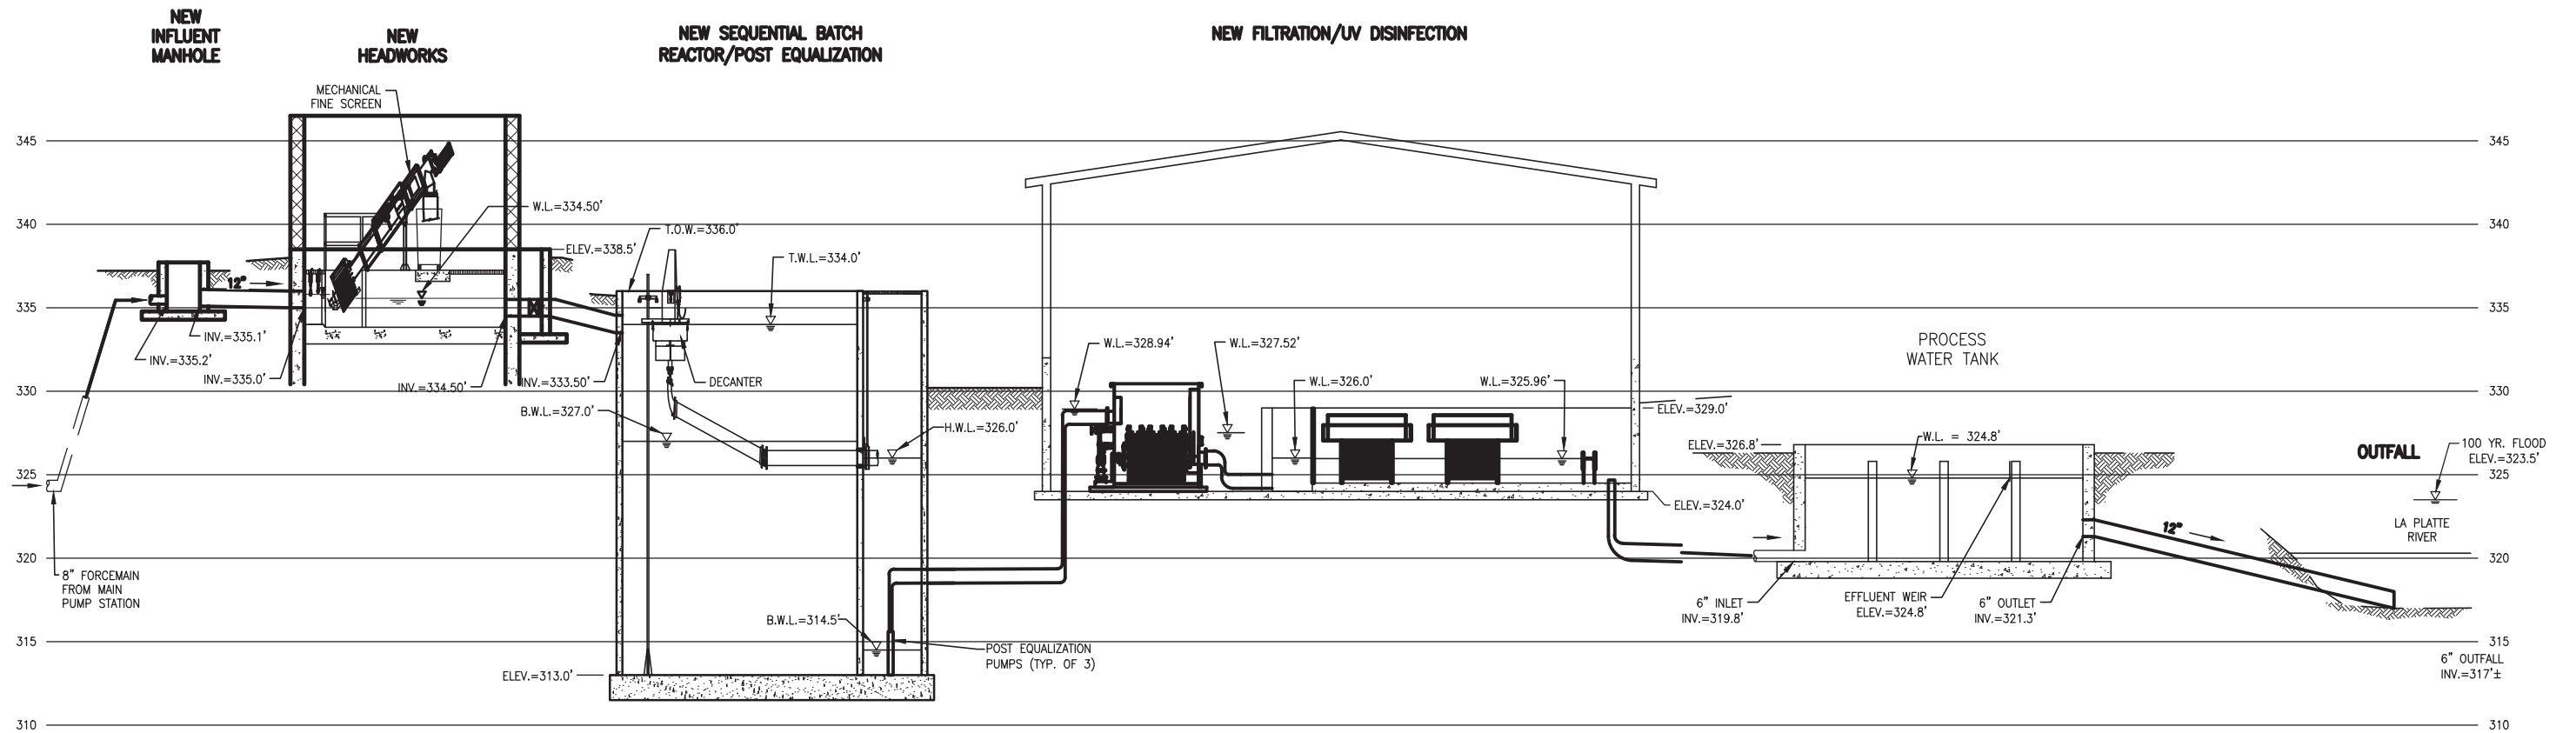 NEW
INFLUENT
MANHOLE
NEW
HEADWORKS
NEW SEQUENTIAL BATCH
REACTOR/POST EQUALIZATION
NEW FILTRATION/UV DISINFECTION
MECHANICAL
FINE SCREEN
345
345
340
340
335
335
330
330
325
325
320
320
315
315
310
310
W.L.=334.50'
T.O.W.=336.0'
ELEV.=338.5'
T.W.L.=334.0'
12"
INV.=335.1'
INV.=335.2'
INV.=335.0'
INV.=334.50'
INV.=333.50'
DECANTER
B.W.L.=327.0'
H.W.L.=326.0'
W.L.=328.94'
W.L.=327.52'
W.L.=326.0'
W.L.=325.96'
ELEV.=329.0'
ELEV.=324.0'
PROCESS
WATER TANK
ELEV.=326.8'
W.L. = 324.8'
OUTFALL
100 YR. FLOOD
ELEV.=323.5'
LA PLATTE
RIVER
12"
8" FORCEMAIN
FROM MAIN
PUMP STATION
B.W.L.=314.5'
POST EQUALIZATION
PUMPS (TYP. OF 3)
ELEV.=313.0'
6" INLET
INV.=319.8'
EFFLUENT WEIR
ELEV.=324.8'
6" OUTLET
INV.=321.3'
6" OUTFALL
INV.=317'±